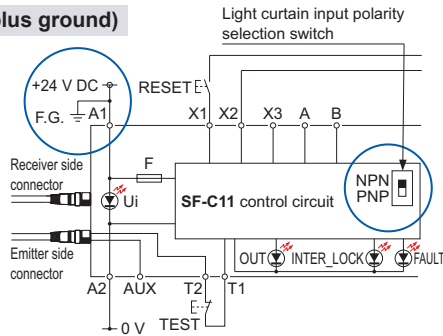 plus ground)
Light curtain input polarity
selection switch
+24 V DC
RESET
F.G.
A1
X1
X2
X3
A
B
Receiver side
connector
F
Ui
SF-C11 control circuit
NPN
PNP
Emitter side
connector
OUT
INTER_LOCK
FAULT
A2
AUX
T2
T1
0 V
TEST